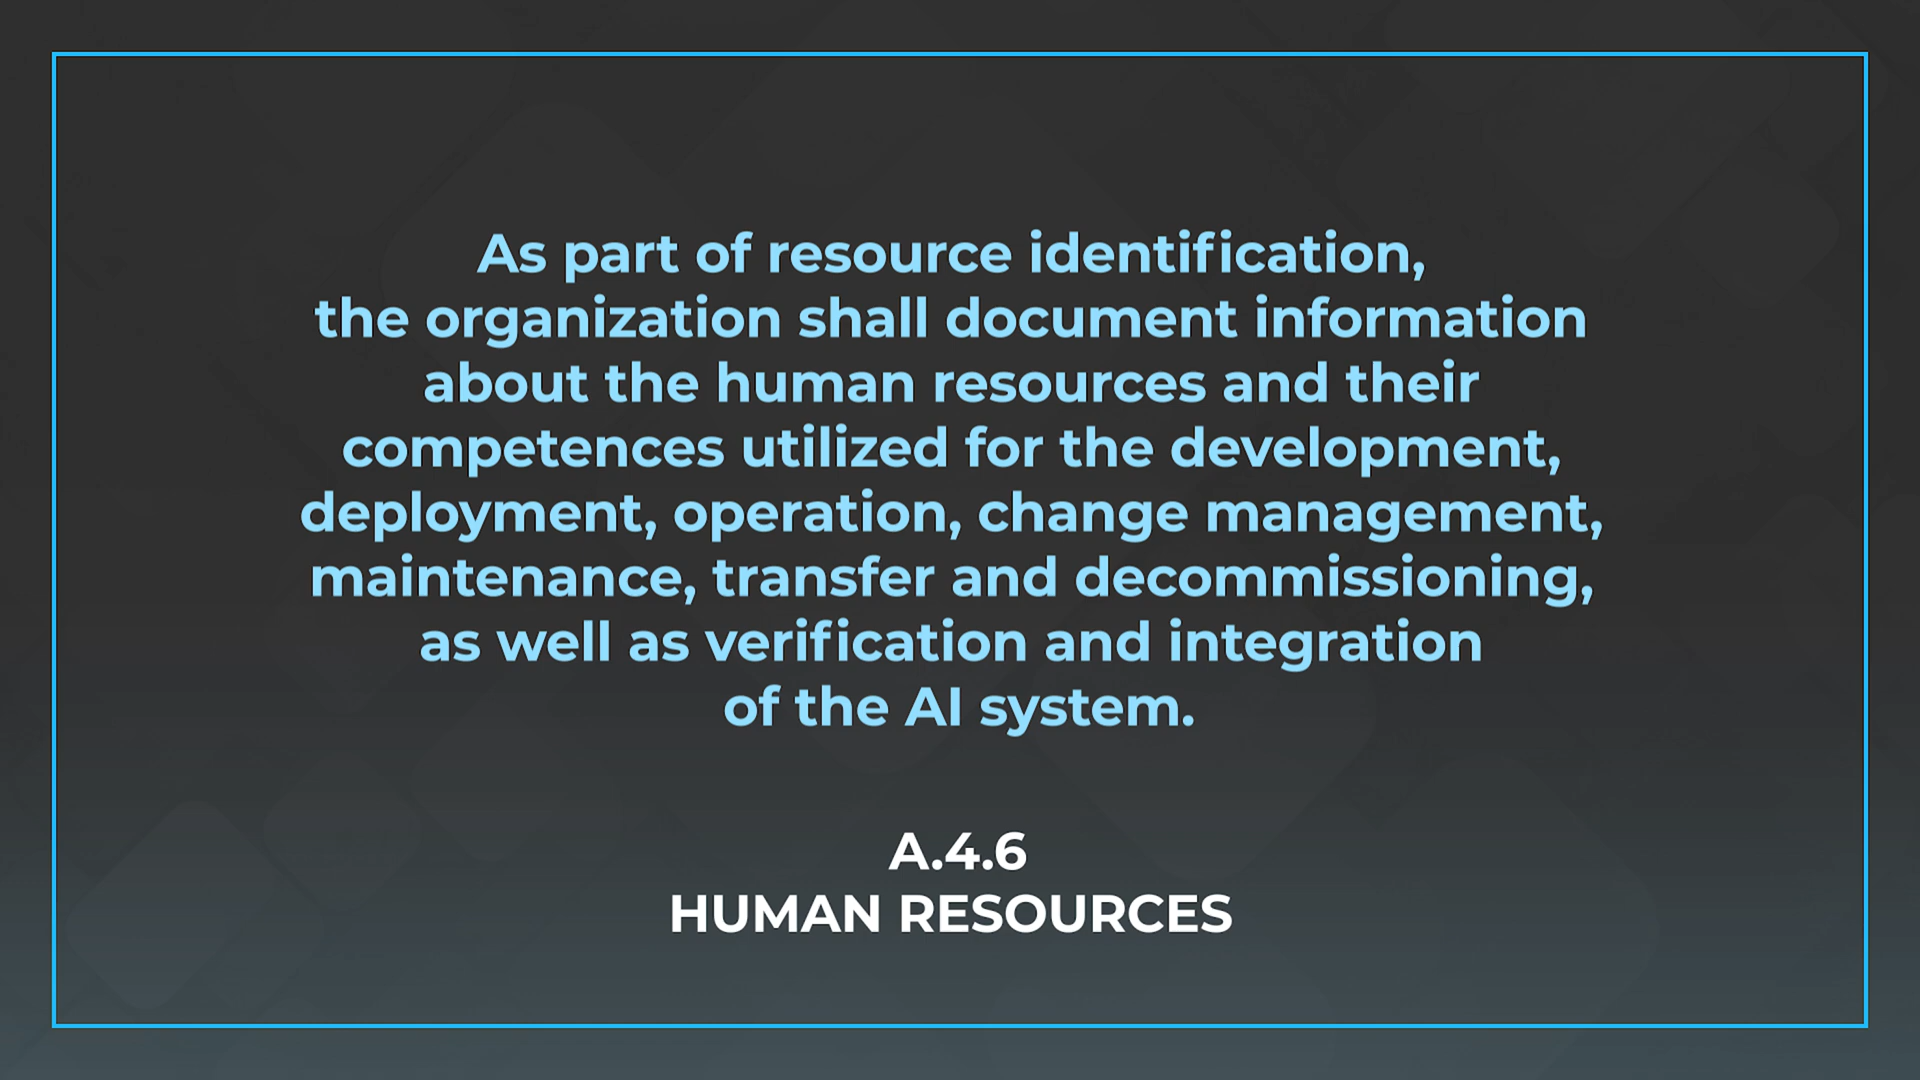 As part of resource identification,
the organization shall document information
about the human resources and their
competences utilized for the development,
deployment, operation, change management,
maintenance, transfer and decommissioning,
as well as verification and integration
of the AI system.
A.4.6
HUMAN RESOURCES